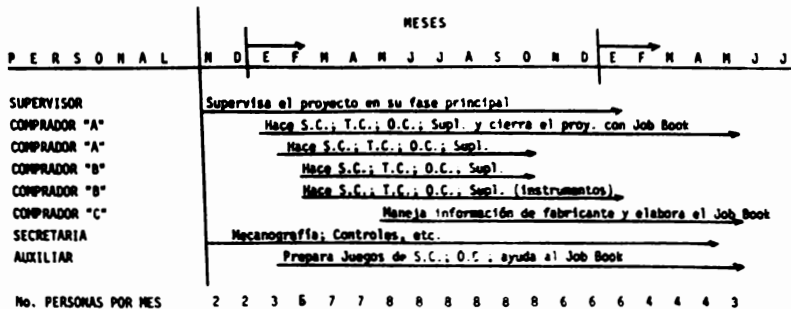 MESES
P E R S O N A L N D E F M A M J J A S O N D E F M A M J J
SUPERVISOR Supervisa el proyecto en su fase principal
COMPRADOR "A" Hace S.C.; T.C.; O.C.; Supl. y cierra el proy. con Job Book
COMPRADOR "A" Hace S.C.; T.C.; O.C.; Supl.
COMPRADOR "B" Hace S.C.; T.C.; O.C.; Supl.
COMPRADOR "B" Hace S.C.; T.C.; O.C.; Supl. (instrumentos)
COMPRADOR "C" Maneja información de fabricante y elabora el Job Book
SECRETARIA Mecanografía; Controles, etc.
AUXILIAR Prepara Juegos de S.C.; O.C.; ayuda al Job Book
No. PERSONAS POR MES 2 2 3 7 7 8 8 8 8 8 8 6 6 6 4 4 4 3